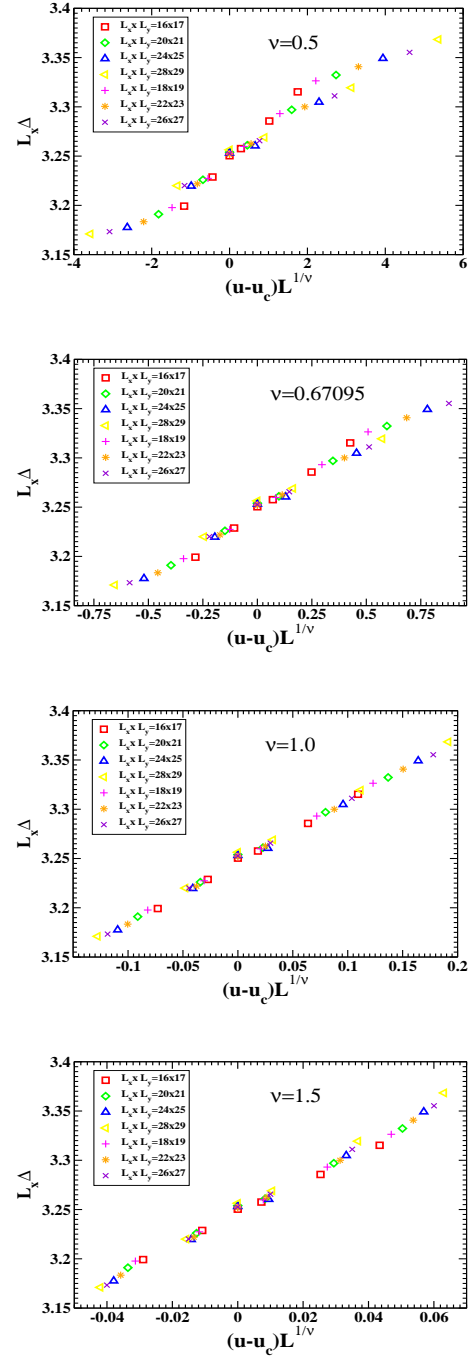 3.4
3.35
3.3
3.25
3.2
3.15
L_xΔ
L_x x L_y=16x17
L_x x L_y=20x21
L_x x L_y=24x25
L_x x L_y=28x29
L_x x L_y=18x19
L_x x L_y=22x23
L_x x L_y=26x27
ν=0.5
-4 -2 0 2 4 6
(u-u_c)L^{1/ν}
3.4
3.35
3.3
3.25
3.2
3.15
L_xΔ
L_x x L_y=16x17
L_x x L_y=20x21
L_x x L_y=24x25
L_x x L_y=28x29
L_x x L_y=18x19
L_x x L_y=22x23
L_x x L_y=26x27
ν=0.67095
-0.75 -0.5 -0.25 0 0.25 0.5 0.75
(u-u_c)L^{1/ν}
3.4
3.35
3.3
3.25
3.2
3.15
L_xΔ
L_x x L_y=16x17
L_x x L_y=20x21
L_x x L_y=24x25
L_x x L_y=28x29
L_x x L_y=18x19
L_x x L_y=22x23
L_x x L_y=26x27
ν=1.0
-0.1 -0.05 0 0.05 0.1 0.15 0.2
(u-u_c)L^{1/ν}
3.4
3.35
3.3
3.25
3.2
3.15
L_xΔ
L_x x L_y=16x17
L_x x L_y=20x21
L_x x L_y=24x25
L_x x L_y=28x29
L_x x L_y=18x19
L_x x L_y=22x23
L_x x L_y=26x27
ν=1.5
-0.04 -0.02 0 0.02 0.04 0.06
(u-u_c)L^{1/ν}